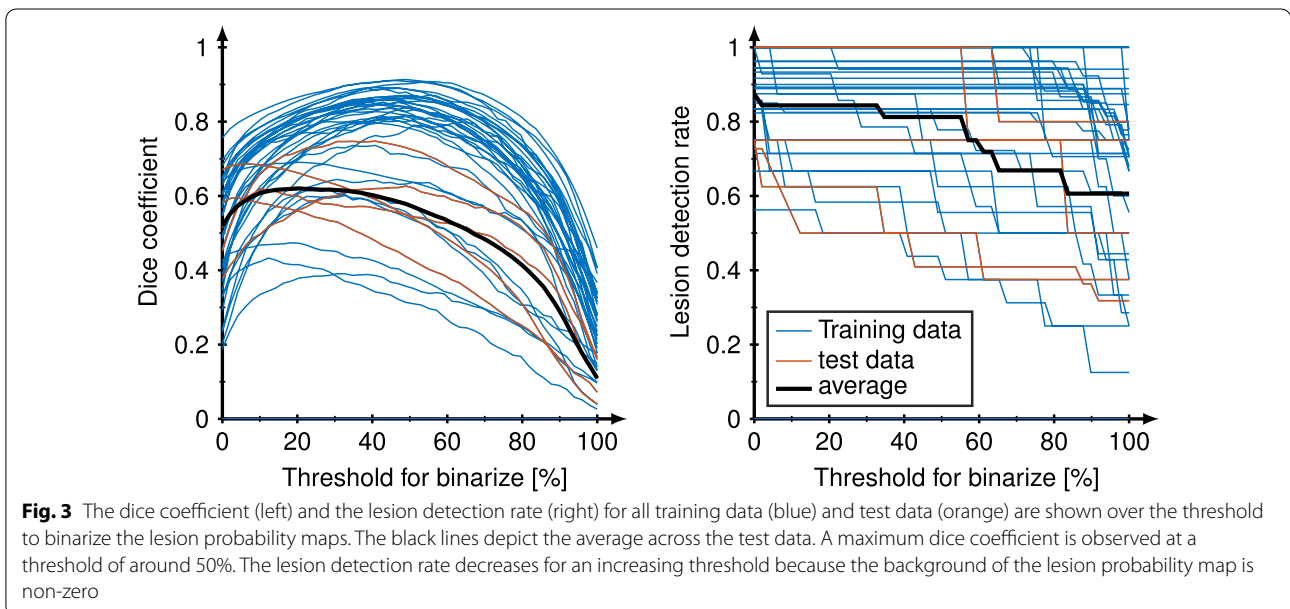 1
0.8
0.6
0.4
0.2
0
Dice coefficient
0 20 40 60 80 100
Threshold for binarize [%]
1
0.8
0.6
0.4
0.2
0
Lesion detection rate
Training data
test data
average
0 20 40 60 80 100
Threshold for binarize [%]
Fig. 3 The dice coefficient (left) and the lesion detection rate (right) for all training data (blue) and test data (orange) are shown over the threshold
to binarize the lesion probability maps. The black lines depict the average across the test data. A maximum dice coefficient is observed at a
threshold of around 50%. The lesion detection rate decreases for an increasing threshold because the background of the lesion probability map is
non-zero